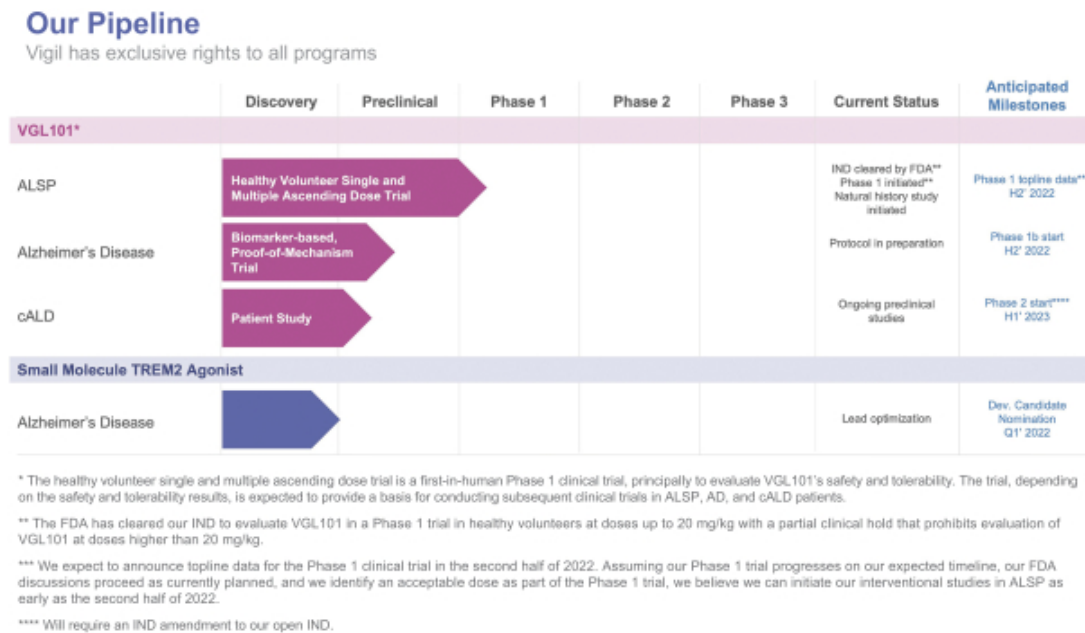 Our Pipeline
Vigil has exclusive rights to all programs
Discovery Preclinical Phase 1 Phase 2 Phase 3 Current Status Anticipated Milestones
VGL101*
ALSP
Healthy Volunteer Single and
Multiple Ascending Dose Trial
IND cleared by FDA**
Phase 1 initiated**
Natural history study
initiated
Phase 1 topline data**
H2' 2022
Alzheimer's Disease
Biomarker-based,
Proof-of-Mechanism
Trial
Protocol in preparation
Phase 1b start
H2' 2022
cALD
Patient Study
Ongoing preclinical
studies
Phase 2 start****
H1' 2023
Small Molecule TREM2 Agonist
Alzheimer's Disease
Lead optimization
Dev. Candidate
Nomination
Q1' 2022
* The healthy volunteer single and multiple ascending dose trial is a first-in-human Phase 1 clinical trial, principally to evaluate VGL101's safety and tolerability. The trial, depending
on the safety and tolerability results, is expected to provide a basis for conducting subsequent clinical trials in ALSP, AD, and cALD patients.
** The FDA has cleared our IND to evaluate VGL101 in a Phase 1 trial in healthy volunteers at doses up to 20 mg/kg with a partial clinical hold that prohibits evaluation of
VGL101 at doses higher than 20 mg/kg.
*** We expect to announce topline data for the Phase 1 clinical trial in the second half of 2022. Assuming our Phase 1 trial progresses on our expected timeline, our FDA
discussions proceed as currently planned, and we identify an acceptable dose as part of the Phase 1 trial, we believe we can initiate our interventional studies in ALSP as
early as the second half of 2022.
**** Will require an IND amendment to our open IND.